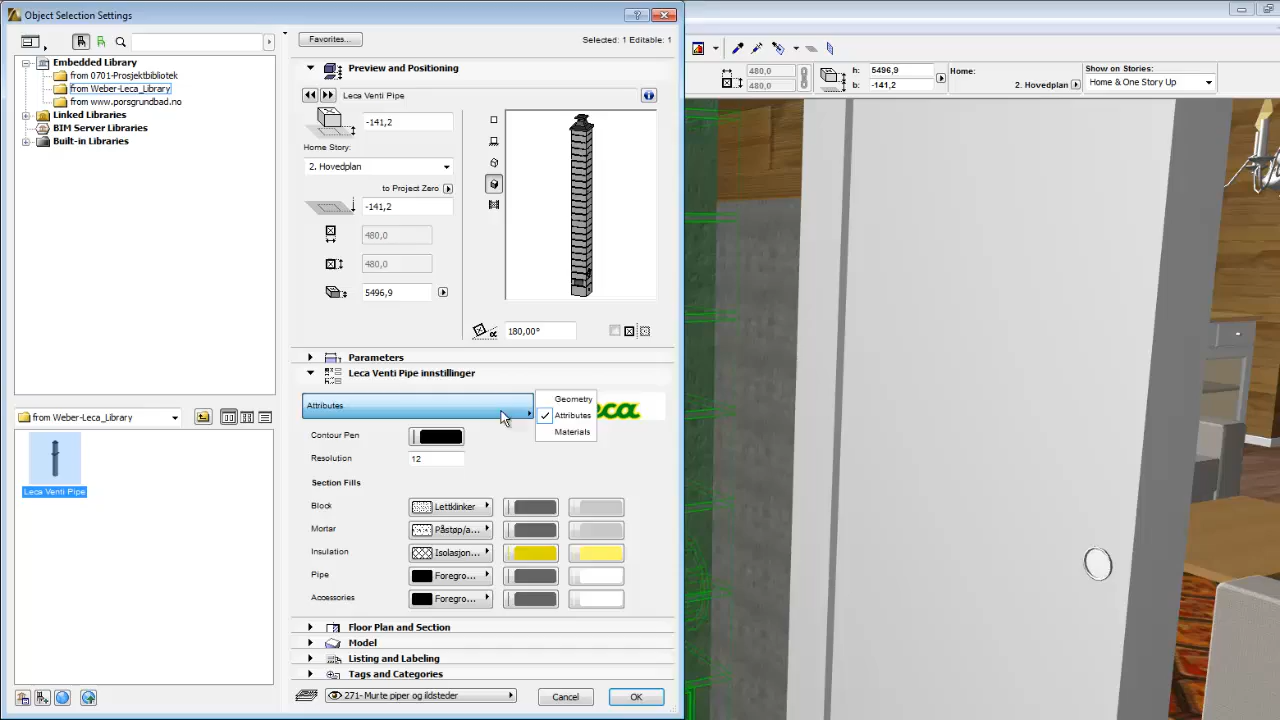 Object Selection Settings
Favorites...
Selected: 1 Editable: 1
Embedded Library
from 0701-Prosjektbibliotek
from Weber-Leca_Library
from www.porsgrundbad.no
Linked Libraries
BIM Server Libraries
Built-in Libraries
Preview and Positioning
Leca Venti Pipe
-141,2
Home Story:
2. Hovedplan
to Project Zero
-141,2
480,0
480,0
5496,9
180,00°
Parameters
Leca Venti Pipe innstillinger
Attributes
Geometry
Attributes
Materials
eca
Contour Pen
Resolution
12
Section Fills
Block
Lettklinker
Mortar
Påstøp/a...
Insulation
Isolasjon...
Pipe
Foregro...
Accessories
Foregro...
Floor Plan and Section
Model
Listing and Labeling
Tags and Categories
271- Murte piper og ildsteder
Cancel
OK
from Weber-Leca_Library
Leca Venti Pipe
480,0
480,0
h:
5496,9
b:
-141,2
Home:
2. Hovedplan
Show on Stories:
Home & One Story Up